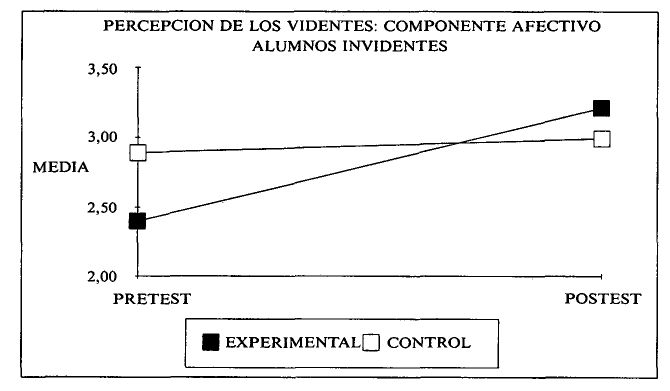 PERCEPCION DE LOS VIDENTES: COMPONENTE AFECTIVO
ALUMNOS INVIDENTES
3,50
3,00
MEDIA
2,50
2,00
PRETEST POSTEST
EXPERIMENTAL CONTROL